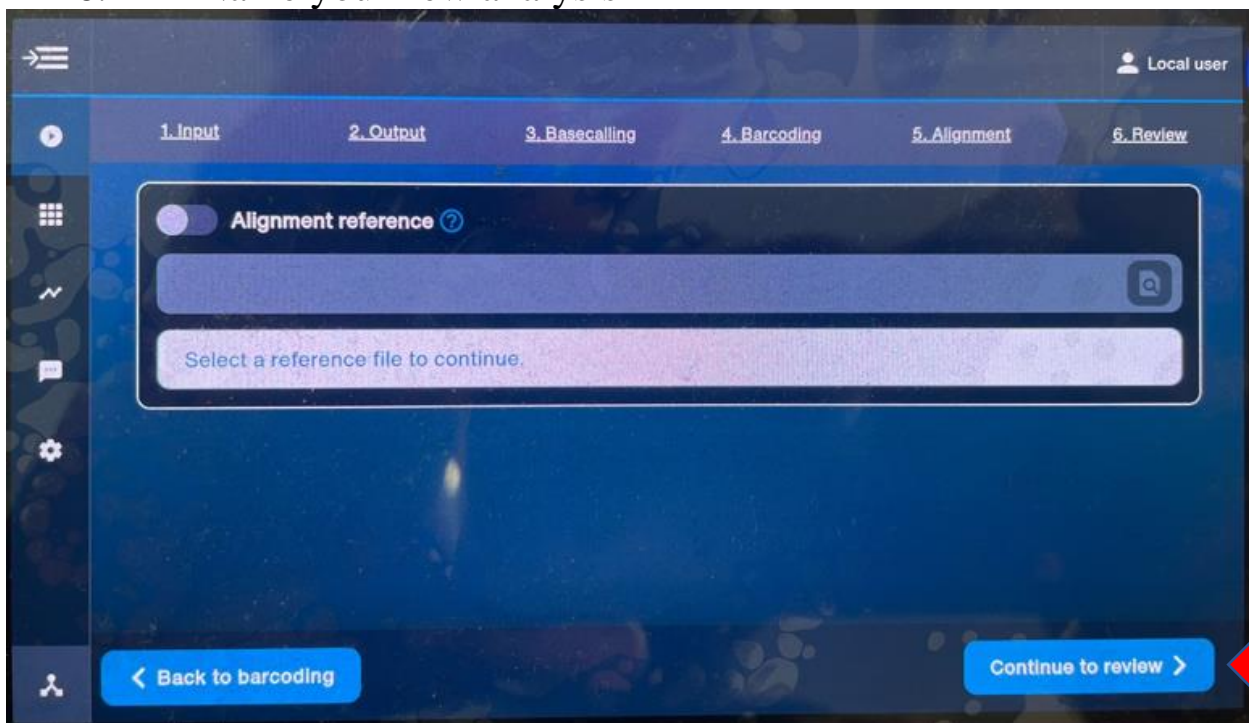 Local user
1. Input 2. Output 3. Basecalling 4. Barcoding 5. Alignment 6. Review
Alignment reference ?
Select a reference file to continue.
Back to barcoding Continue to review